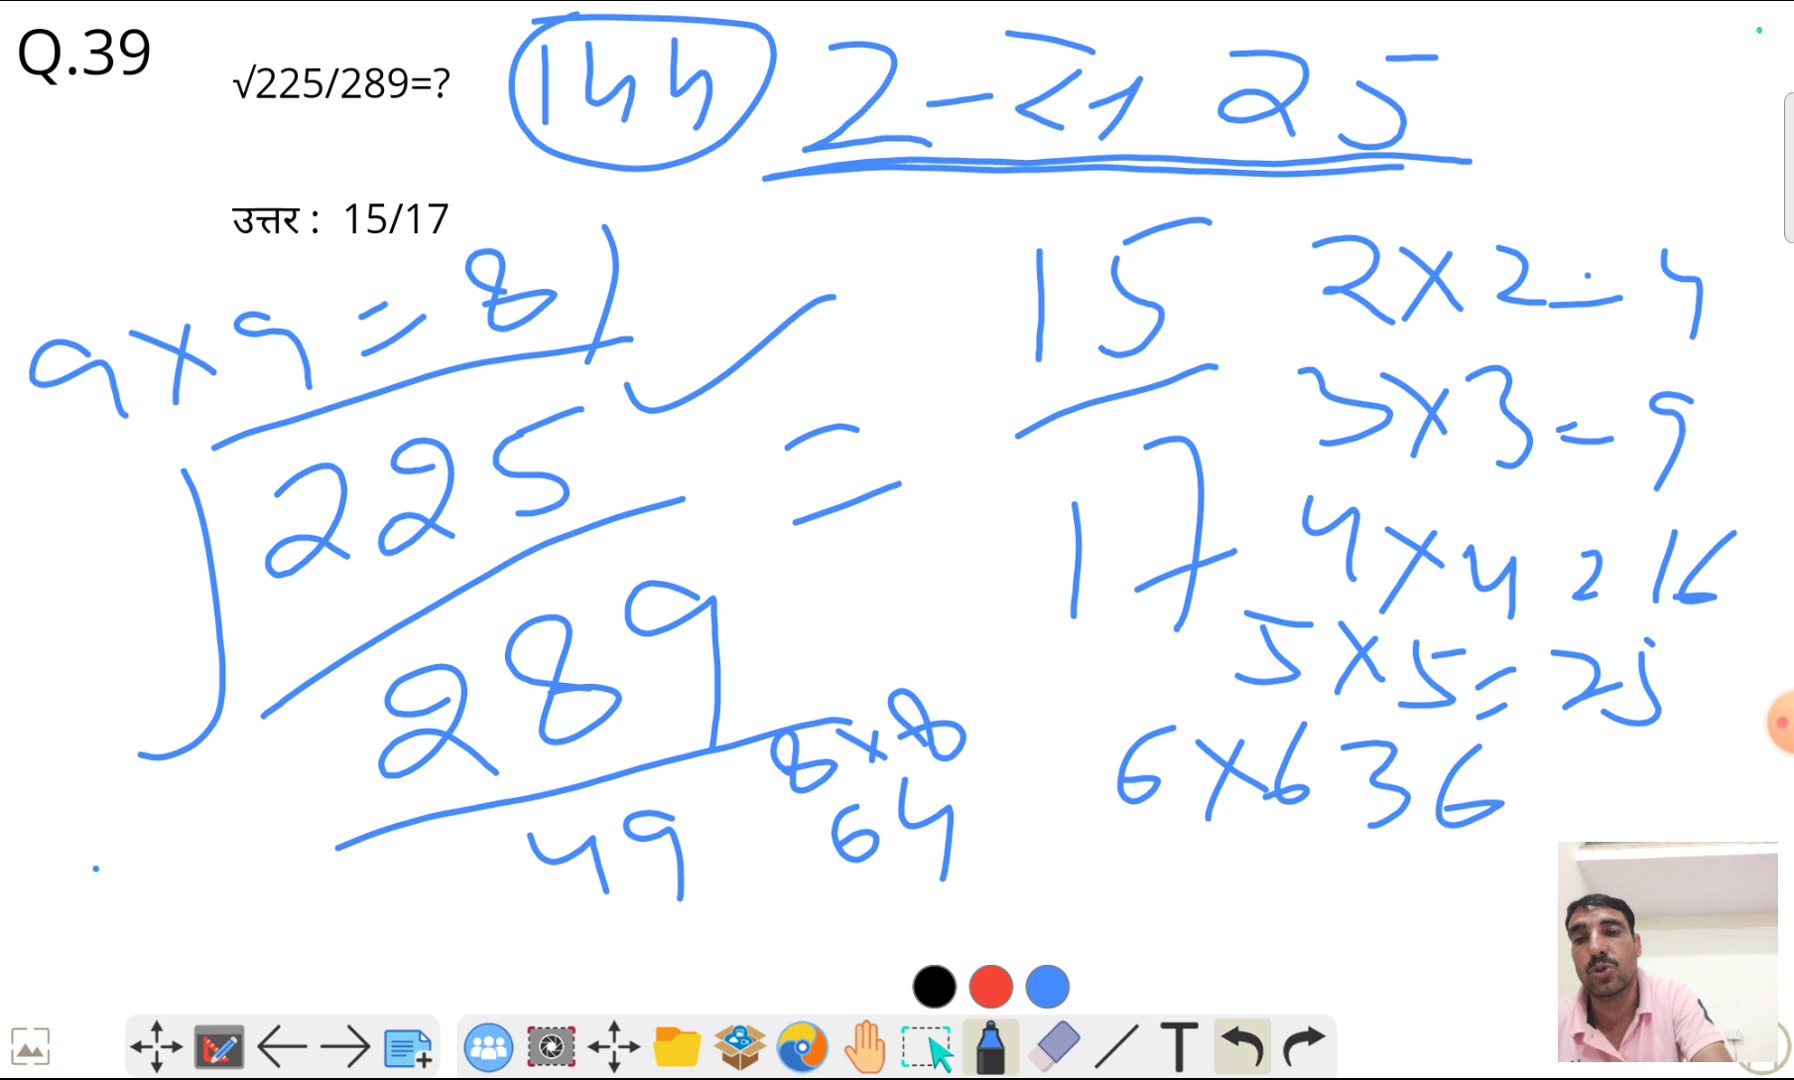 Q.39
√225/289=?
144
2-21 25
उत्तर : 15/17
9×9=81
√225/289 = 15/17
2×2=4
3×3=9
4×4 = 16
5×5=25
6×6 36
8×8
49 64
T